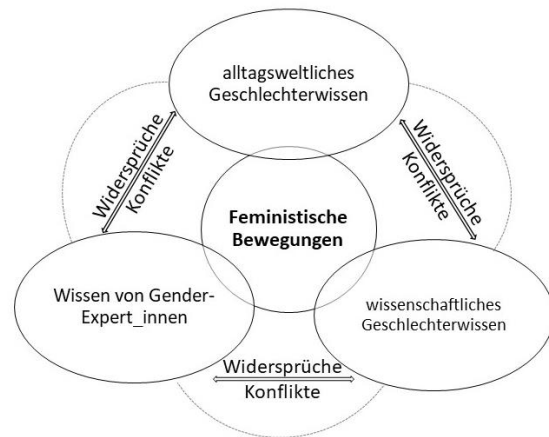 alltagsweltliches
Geschlechterwissen
Widersprüche
Konflikte
Widersprüche
Konflikte
Feministische
Bewegungen
Wissen von Gender-
Expert_innen
wissenschaftliches
Geschlechterwissen
Widersprüche
Konflikte